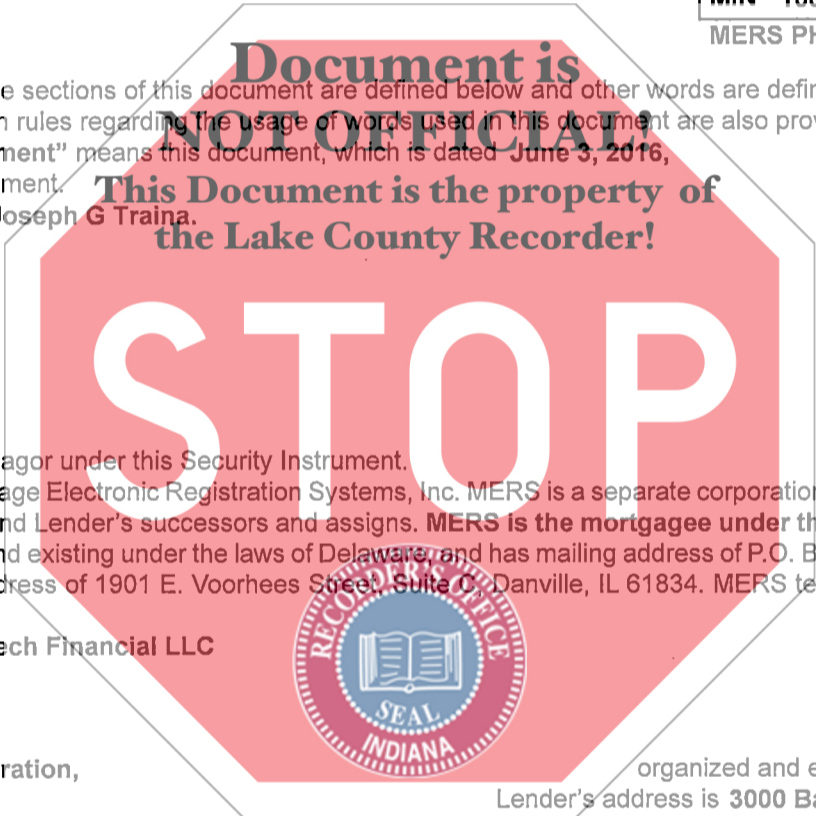 MIN
MERS PH
Document is
e sections of this document are defined below and other words are defin
rules regarding the usage of words used in this document are also prov
NOT OFFICIAL!
ment” means this document, which is dated June 3, 2016,
ment.
This Document is the property of
Joseph G Traina.
the Lake County Recorder!
STOP
agor under this Security Instrument.
age Electronic Registration Systems, Inc. MERS is a separate corporation
nd Lender’s successors and assigns. MERS is the mortgagee under th
nd existing under the laws of Delaware, and has mailing address of P.O. B
dress of 1901 E. Voorhees Street, Suite C, Danville, IL 61834. MERS te
RECORDER'S OFFICE
ech Financial LLC
SEAL
INDIANA
ration,
organized and e
Lender’s address is 3000 Ba